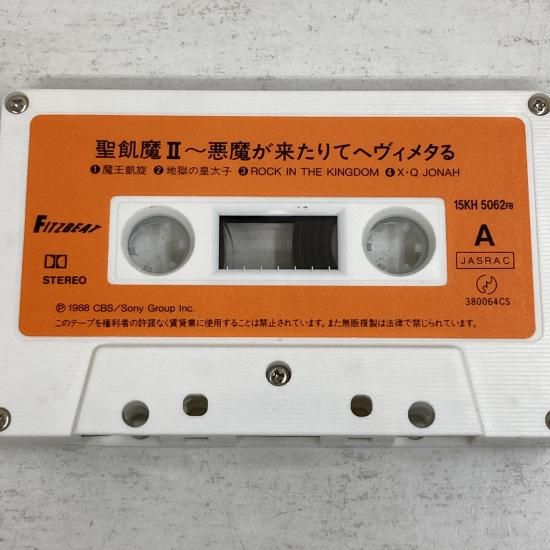 聖飢魔Ⅱ～悪魔が来たりてヘヴィメタる
❶魔王凱旋 ❷地獄の皇太子 ❸ROCK IN THE KINGDOM ❹X・Q JONAH
FITZBEAT
15KH 5062FB
A
JASRAC
STEREO
380064CS
℗1988 CBS/Sony Group Inc.
このテープを権利者の許諾なく賃貸業に使用することは禁止されています。また無断複製は法律で禁じられています。